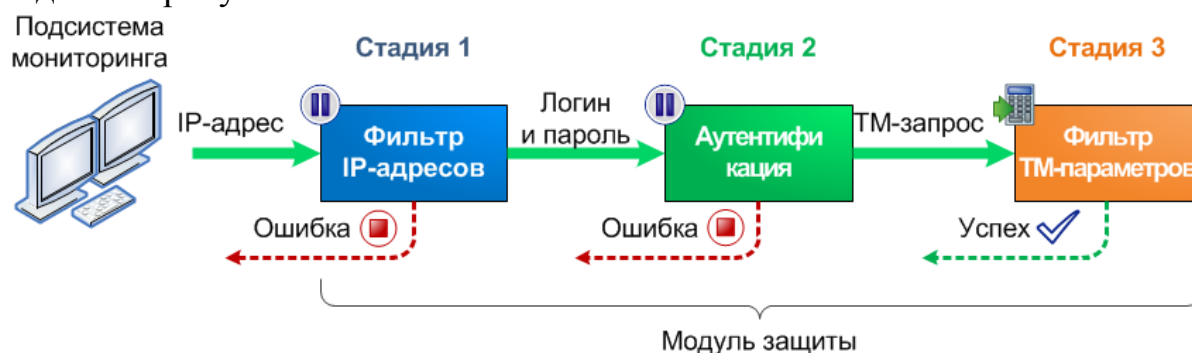 Подсистема
мониторинга
Стадия 1
Стадия 2
Стадия 3
IP-адрес
Фильтр
IP-адресов
Логин
и пароль
Аутентифи
кация
ТМ-запрос
Фильтр
ТМ-параметров
Ошибка
Ошибка
Успех
Модуль защиты